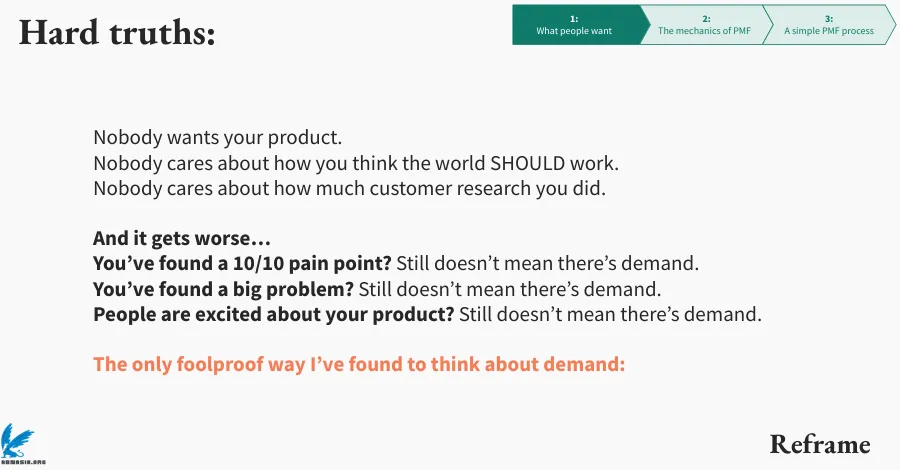 Hard truths:
1:
What people want
2:
The mechanics of PMF
3:
A simple PMF process
Nobody wants your product.
Nobody cares about how you think the world SHOULD work.
Nobody cares about how much customer research you did.
And it gets worse…
You’ve found a 10/10 pain point? Still doesn’t mean there’s demand.
You’ve found a big problem? Still doesn’t mean there’s demand.
People are excited about your product? Still doesn’t mean there’s demand.
The only foolproof way I’ve found to think about demand:
Reframe